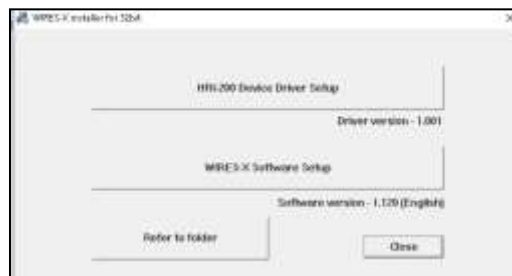 WIRES-X Installer for 32bit
HRI-200 Device Driver Setup
Driver version - 1.001
WIRES-X Software Setup
Software version - 1.120 (English)
Refer to folder
Close